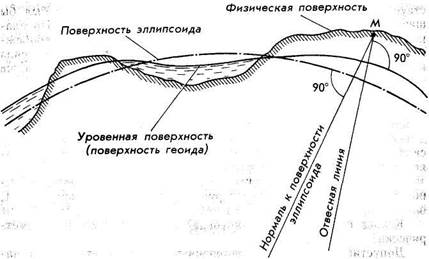 Физическая поверхность
М
Поверхность эллипсоида
90°
90°
Уровенная поверхность
(поверхность геоида)
Нормаль к поверхности
эллипсоида
Отвесная линия